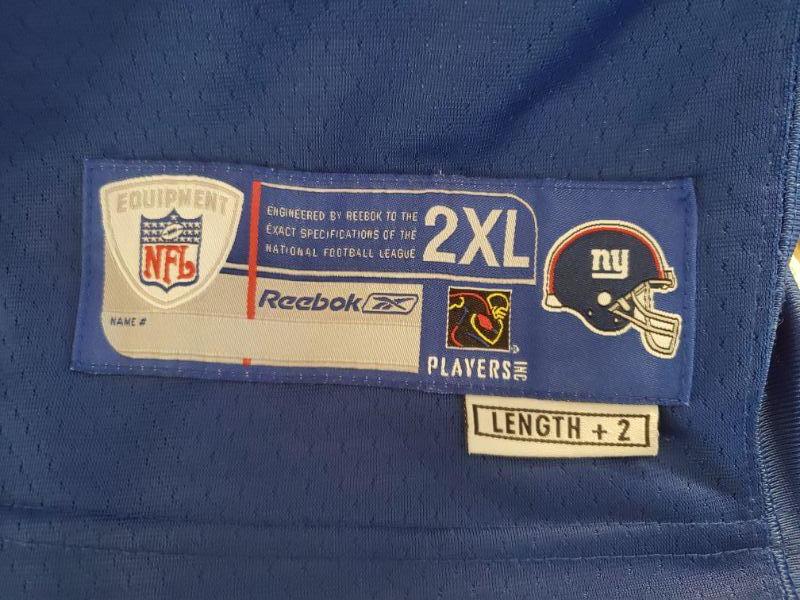 EQUIPMENT
NFL
ENGINEERED BY REEBOK TO THE
EXACT SPECIFICATIONS OF THE
NATIONAL FOOTBALL LEAGUE
2XL
ny
Reebok
NAME #
PLAYERS INC
LENGTH + 2